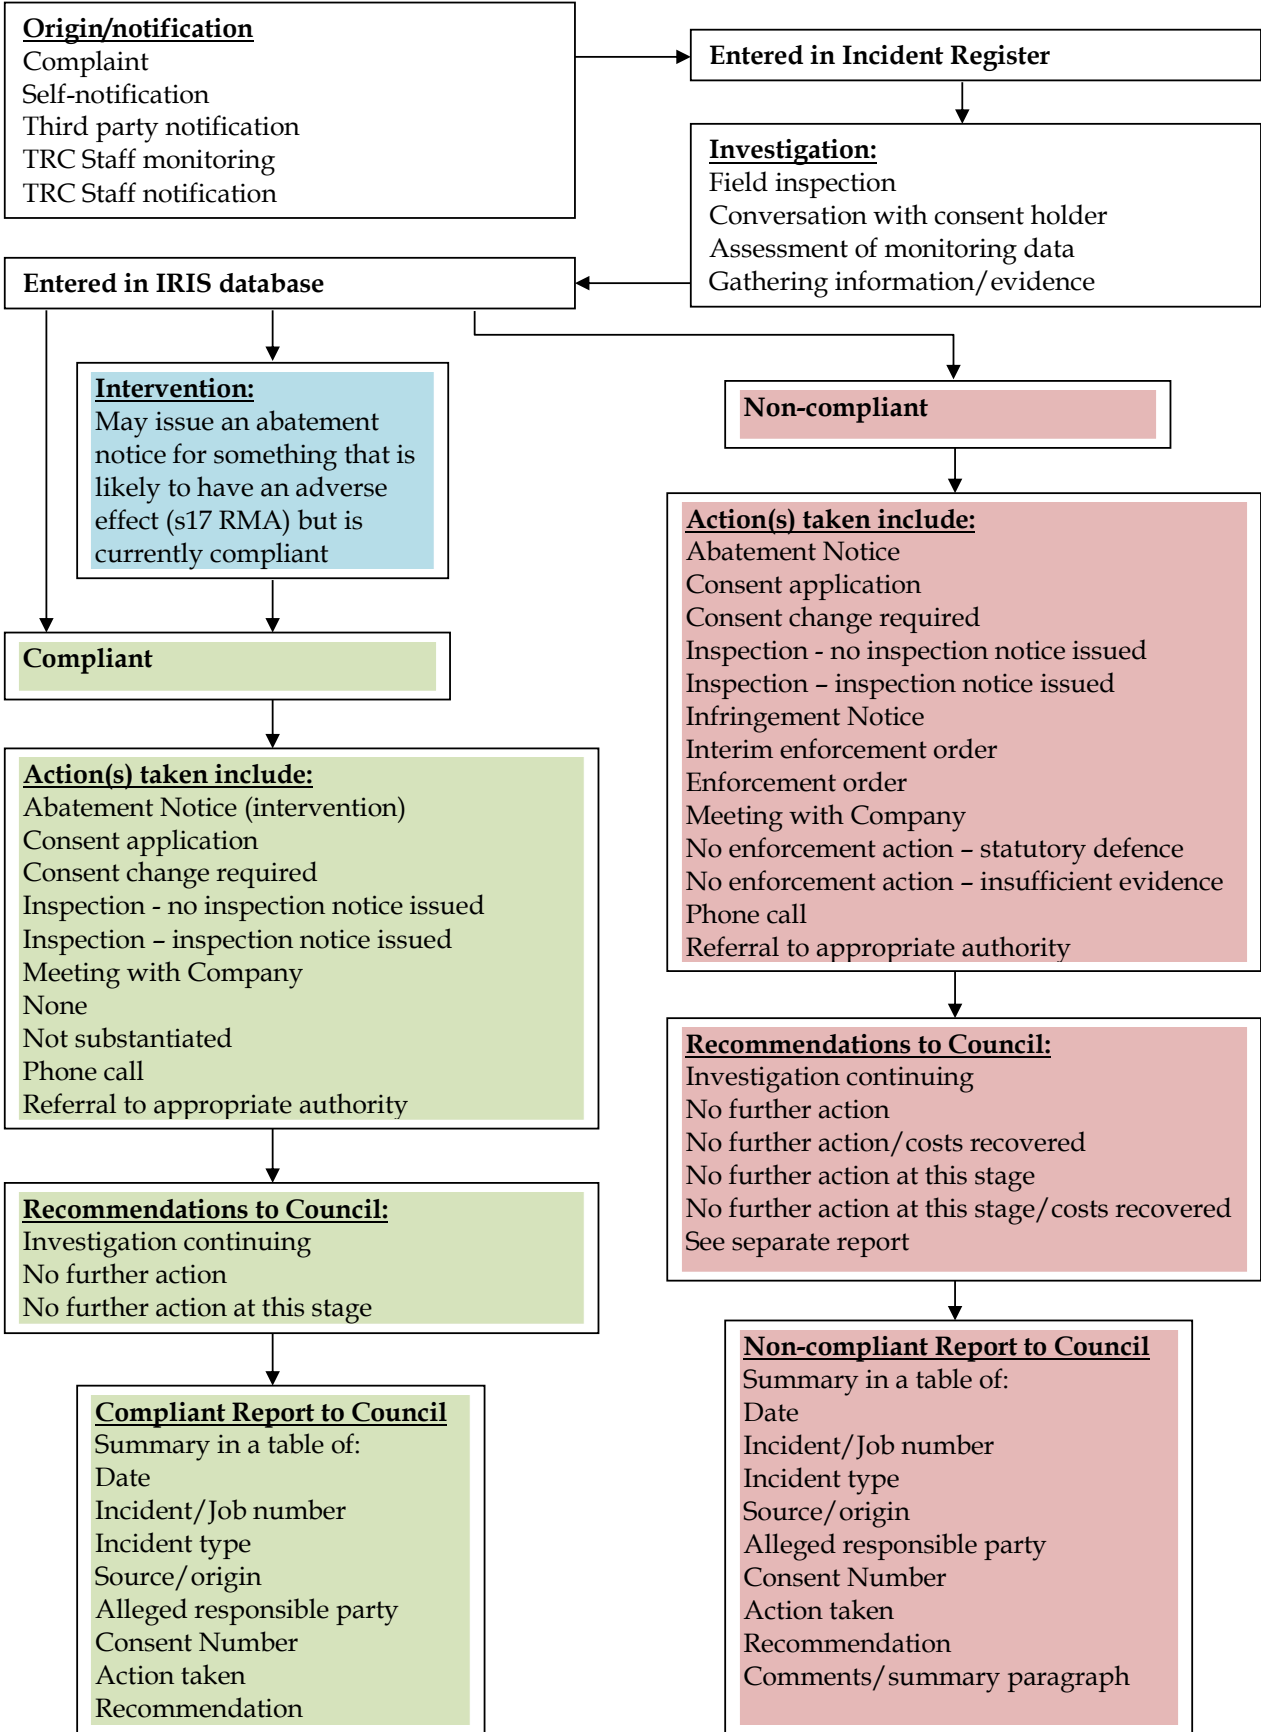 Origin/notification
Complaint
Self-notification
Third party notification
TRC Staff monitoring
TRC Staff notification
Entered in Incident Register
Investigation:
Field inspection
Conversation with consent holder
Assessment of monitoring data
Gathering information/evidence
Entered in IRIS database
Intervention:
May issue an abatement
notice for something that is
likely to have an adverse
effect (s17 RMA) but is
currently compliant
Compliant
Action(s) taken include:
Abatement Notice (intervention)
Consent application
Consent change required
Inspection - no inspection notice issued
Inspection – inspection notice issued
Meeting with Company
None
Not substantiated
Phone call
Referral to appropriate authority
Recommendations to Council:
Investigation continuing
No further action
No further action at this stage
Compliant Report to Council
Summary in a table of:
Date
Incident/Job number
Incident type
Source/origin
Alleged responsible party
Consent Number
Action taken
Recommendation
Non-compliant
Action(s) taken include:
Abatement Notice
Consent application
Consent change required
Inspection - no inspection notice issued
Inspection – inspection notice issued
Infringement Notice
Interim enforcement order
Enforcement order
Meeting with Company
No enforcement action – statutory defence
No enforcement action – insufficient evidence
Phone call
Referral to appropriate authority
Recommendations to Council:
Investigation continuing
No further action
No further action/costs recovered
No further action at this stage
No further action at this stage/costs recovered
See separate report
Non-compliant Report to Council
Summary in a table of:
Date
Incident/Job number
Incident type
Source/origin
Alleged responsible party
Consent Number
Action taken
Recommendation
Comments/summary paragraph